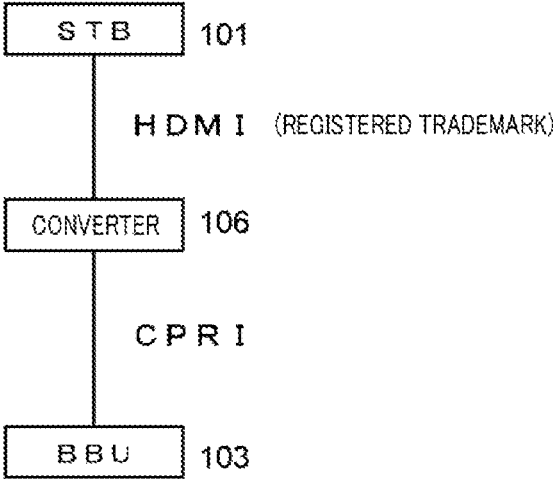 STB 101
HDMI (REGISTERED TRADEMARK)
CONVERTER 106
CPRI
BBU 103